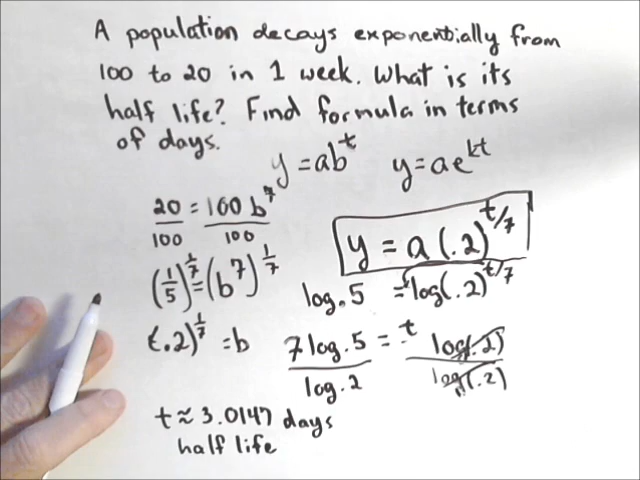 A population decays exponentially from
100 to 20 in 1 week. What is its
half life? Find formula in terms
of days.
y = ab^t    y = ae^{kt}
20/100 = 100 b^7/100
y = a(.2)^{t/7}
(1/5)^{1/7} = (b^7)^{1/7}
log .5 = log(.2)^{t/7}
(.2)^{1/7} = b
7 log .5/log .2 = t log(.2)/log(.2)
t ≈ 3.0147 days
half life